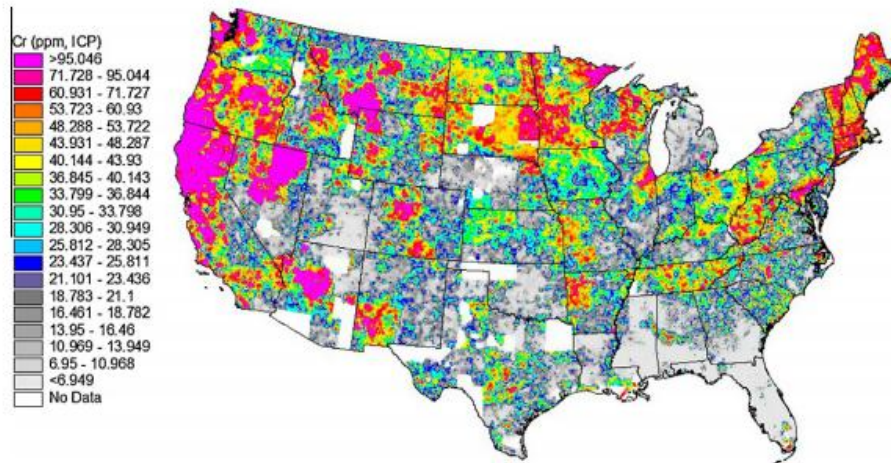 Cr (ppm, ICP)
>95.046
71.728 - 95.044
60.931 - 71.727
53.723 - 60.93
48.288 - 53.722
43.931 - 48.287
40.144 - 43.93
36.845 - 40.143
33.799 - 36.844
30.95 - 33.798
28.306 - 30.949
25.812 - 28.305
23.437 - 25.811
21.101 - 23.436
18.783 - 21.1
16.461 - 18.782
13.95 - 16.46
10.969 - 13.949
6.95 - 10.968
<6.949
No Data